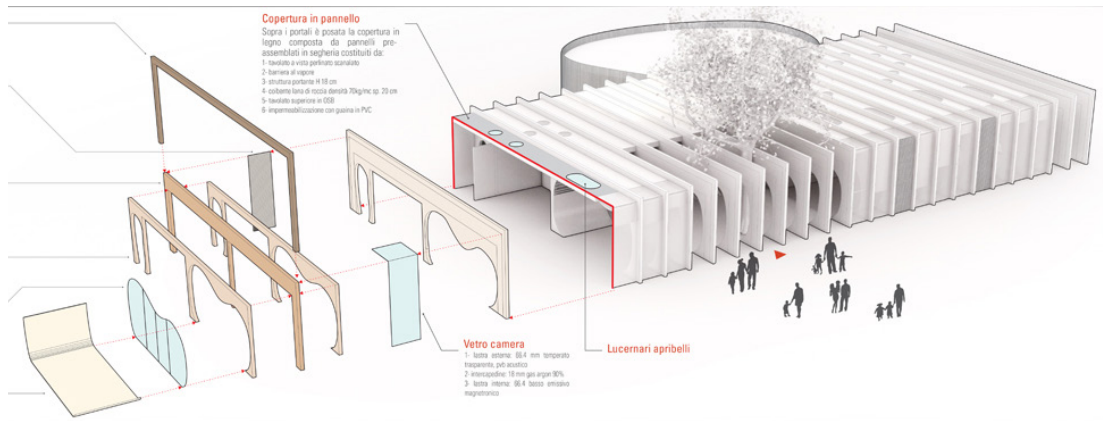 Copertura in pannello
Sopra i portali è posata la copertura in
legno composta da pannelli pre-
assemblati in segheria costituiti da:
1- tavolato a vista perlinato scanalato
2- barriera al vapore
3- struttura portante H 18 cm
4- coibente lana di roccia densità 70kg/mc sp. 20 cm
5- tavolato superiore in OSB
6- impermeabilizzazione con guaina in PVC
Vetro camera
1- lastra esterna: 66.4 mm temperato
trasparente, pvb acustico
2- intercapedine: 18 mm gas argon 90%
3- lastra interna: 66.4 basso emissivo
magnetronico
Lucernari apribelli